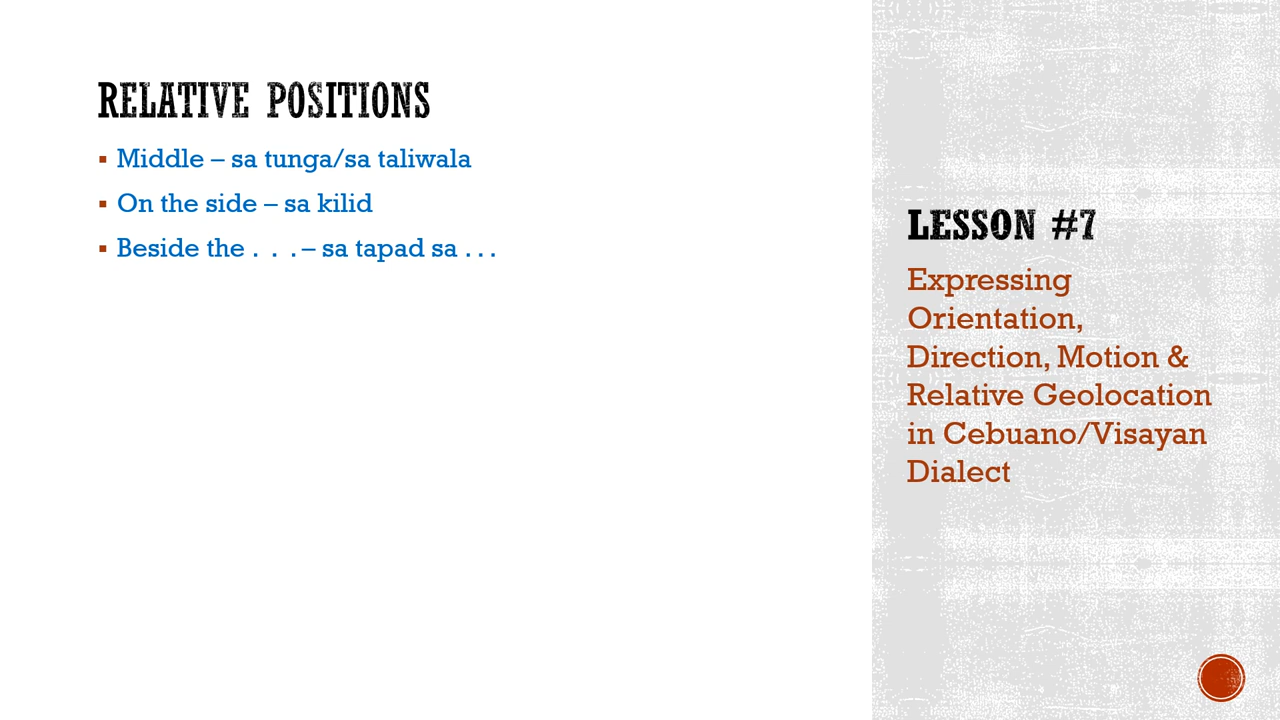 RELATIVE POSITIONS
▪ Middle – sa tunga/sa taliwala
▪ On the side – sa kilid
▪ Beside the . . . – sa tapad sa . . .
LESSON #7
Expressing
Orientation,
Direction, Motion &
Relative Geolocation
in Cebuano/Visayan
Dialect